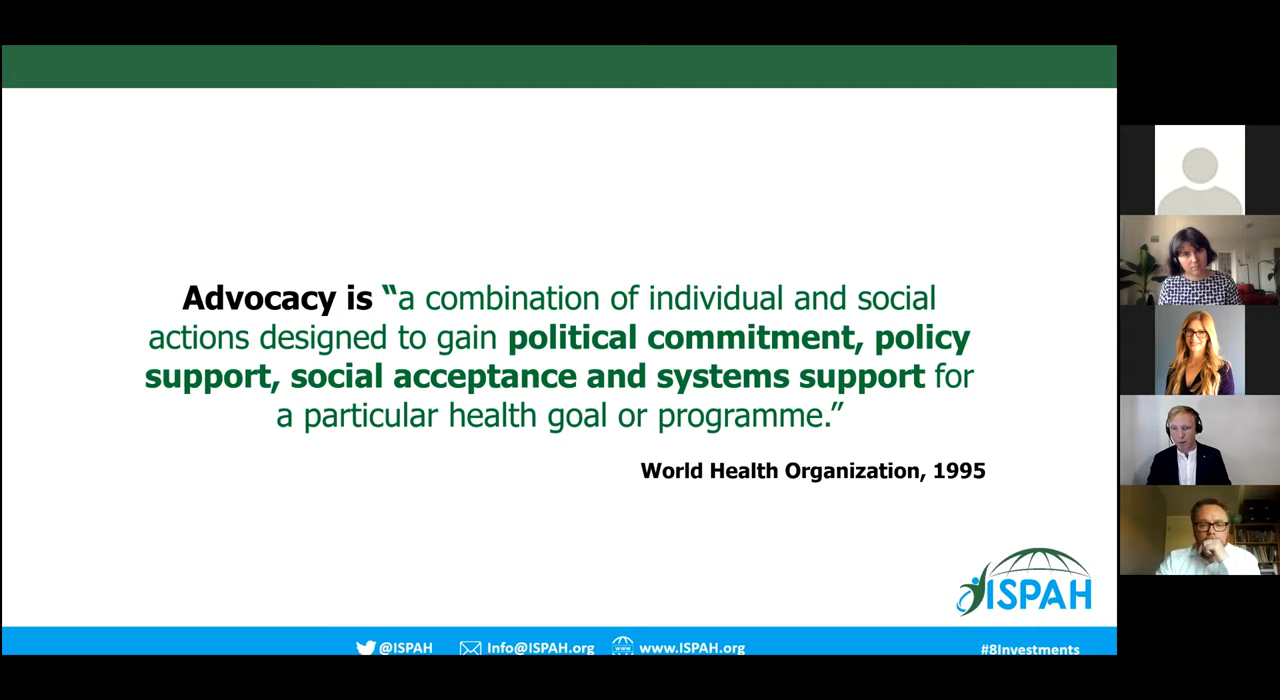 Advocacy is “a combination of individual and social
actions designed to gain political commitment, policy
support, social acceptance and systems support for
a particular health goal or programme.”
World Health Organization, 1995
ISPAH
@ISPAH Info@ISPAH.org www www.ISPAH.org #8Investments